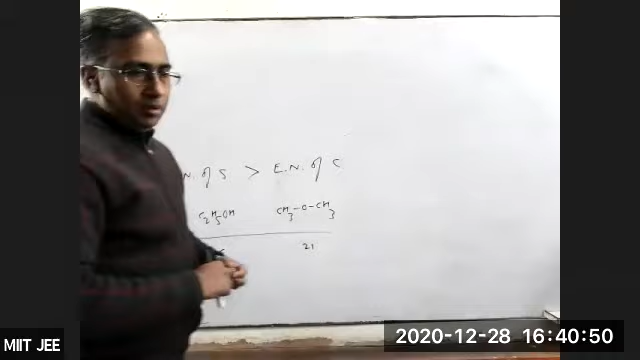 N. of S > E.N. of C
C2H5OH CH3-O-CH3
21
MIIT JEE
2020-12-28 16:40:50